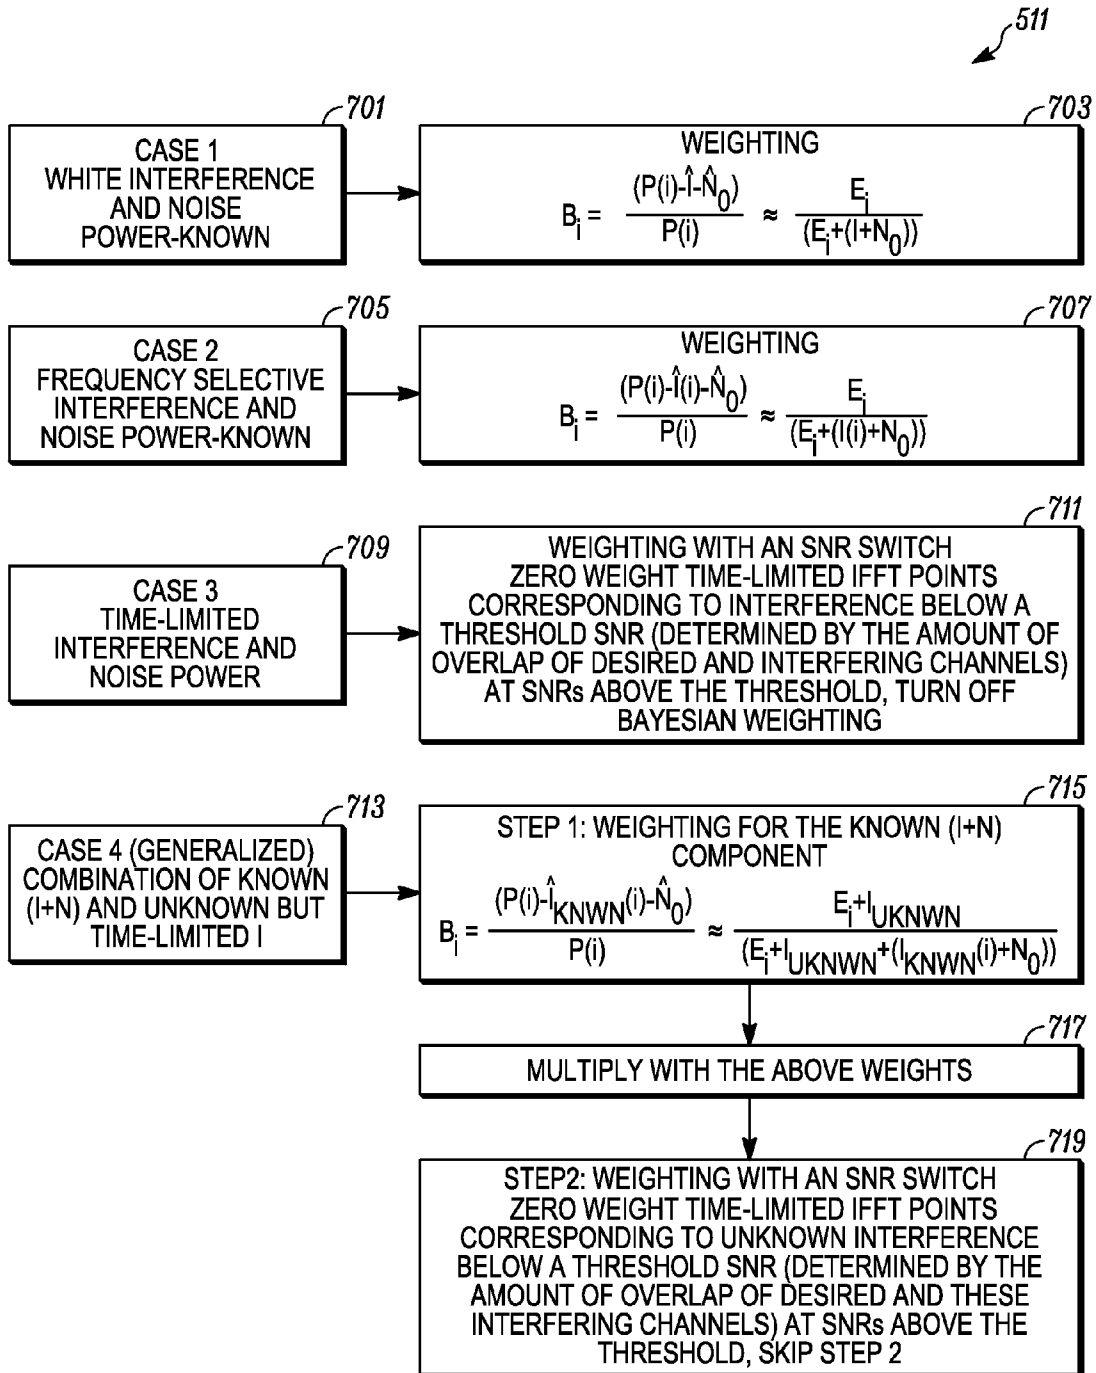 511
701
CASE 1
WHITE INTERFERENCE
AND NOISE
POWER-KNOWN
703
WEIGHTING
B_i = (P(i)-Î-N̂_0) / P(i) ≈ E_i / (E_i+(I+N_0))
705
CASE 2
FREQUENCY SELECTIVE
INTERFERENCE AND
NOISE POWER-KNOWN
707
WEIGHTING
B_i = (P(i)-Î(i)-N̂_0) / P(i) ≈ E_i / (E_i+(I(i)+N_0))
709
CASE 3
TIME-LIMITED
INTERFERENCE AND
NOISE POWER
711
WEIGHTING WITH AN SNR SWITCH
ZERO WEIGHT TIME-LIMITED IFFT POINTS
CORRESPONDING TO INTERFERENCE BELOW A
THRESHOLD SNR (DETERMINED BY THE AMOUNT OF
OVERLAP OF DESIRED AND INTERFERING CHANNELS)
AT SNRs ABOVE THE THRESHOLD, TURN OFF
BAYESIAN WEIGHTING
713
CASE 4 (GENERALIZED)
COMBINATION OF KNOWN
(I+N) AND UNKNOWN BUT
TIME-LIMITED I
715
STEP 1: WEIGHTING FOR THE KNOWN (I+N)
COMPONENT
B_i = (P(i)-Î_KNWN(i)-N̂_0) / P(i) ≈ E_i+I_UKNWN / (E_i+I_UKNWN+(I_KNWN(i)+N_0))
717
MULTIPLY WITH THE ABOVE WEIGHTS
719
STEP2: WEIGHTING WITH AN SNR SWITCH
ZERO WEIGHT TIME-LIMITED IFFT POINTS
CORRESPONDING TO UNKNOWN INTERFERENCE
BELOW A THRESHOLD SNR (DETERMINED BY THE
AMOUNT OF OVERLAP OF DESIRED AND THESE
INTERFERING CHANNELS) AT SNRs ABOVE THE
THRESHOLD, SKIP STEP 2